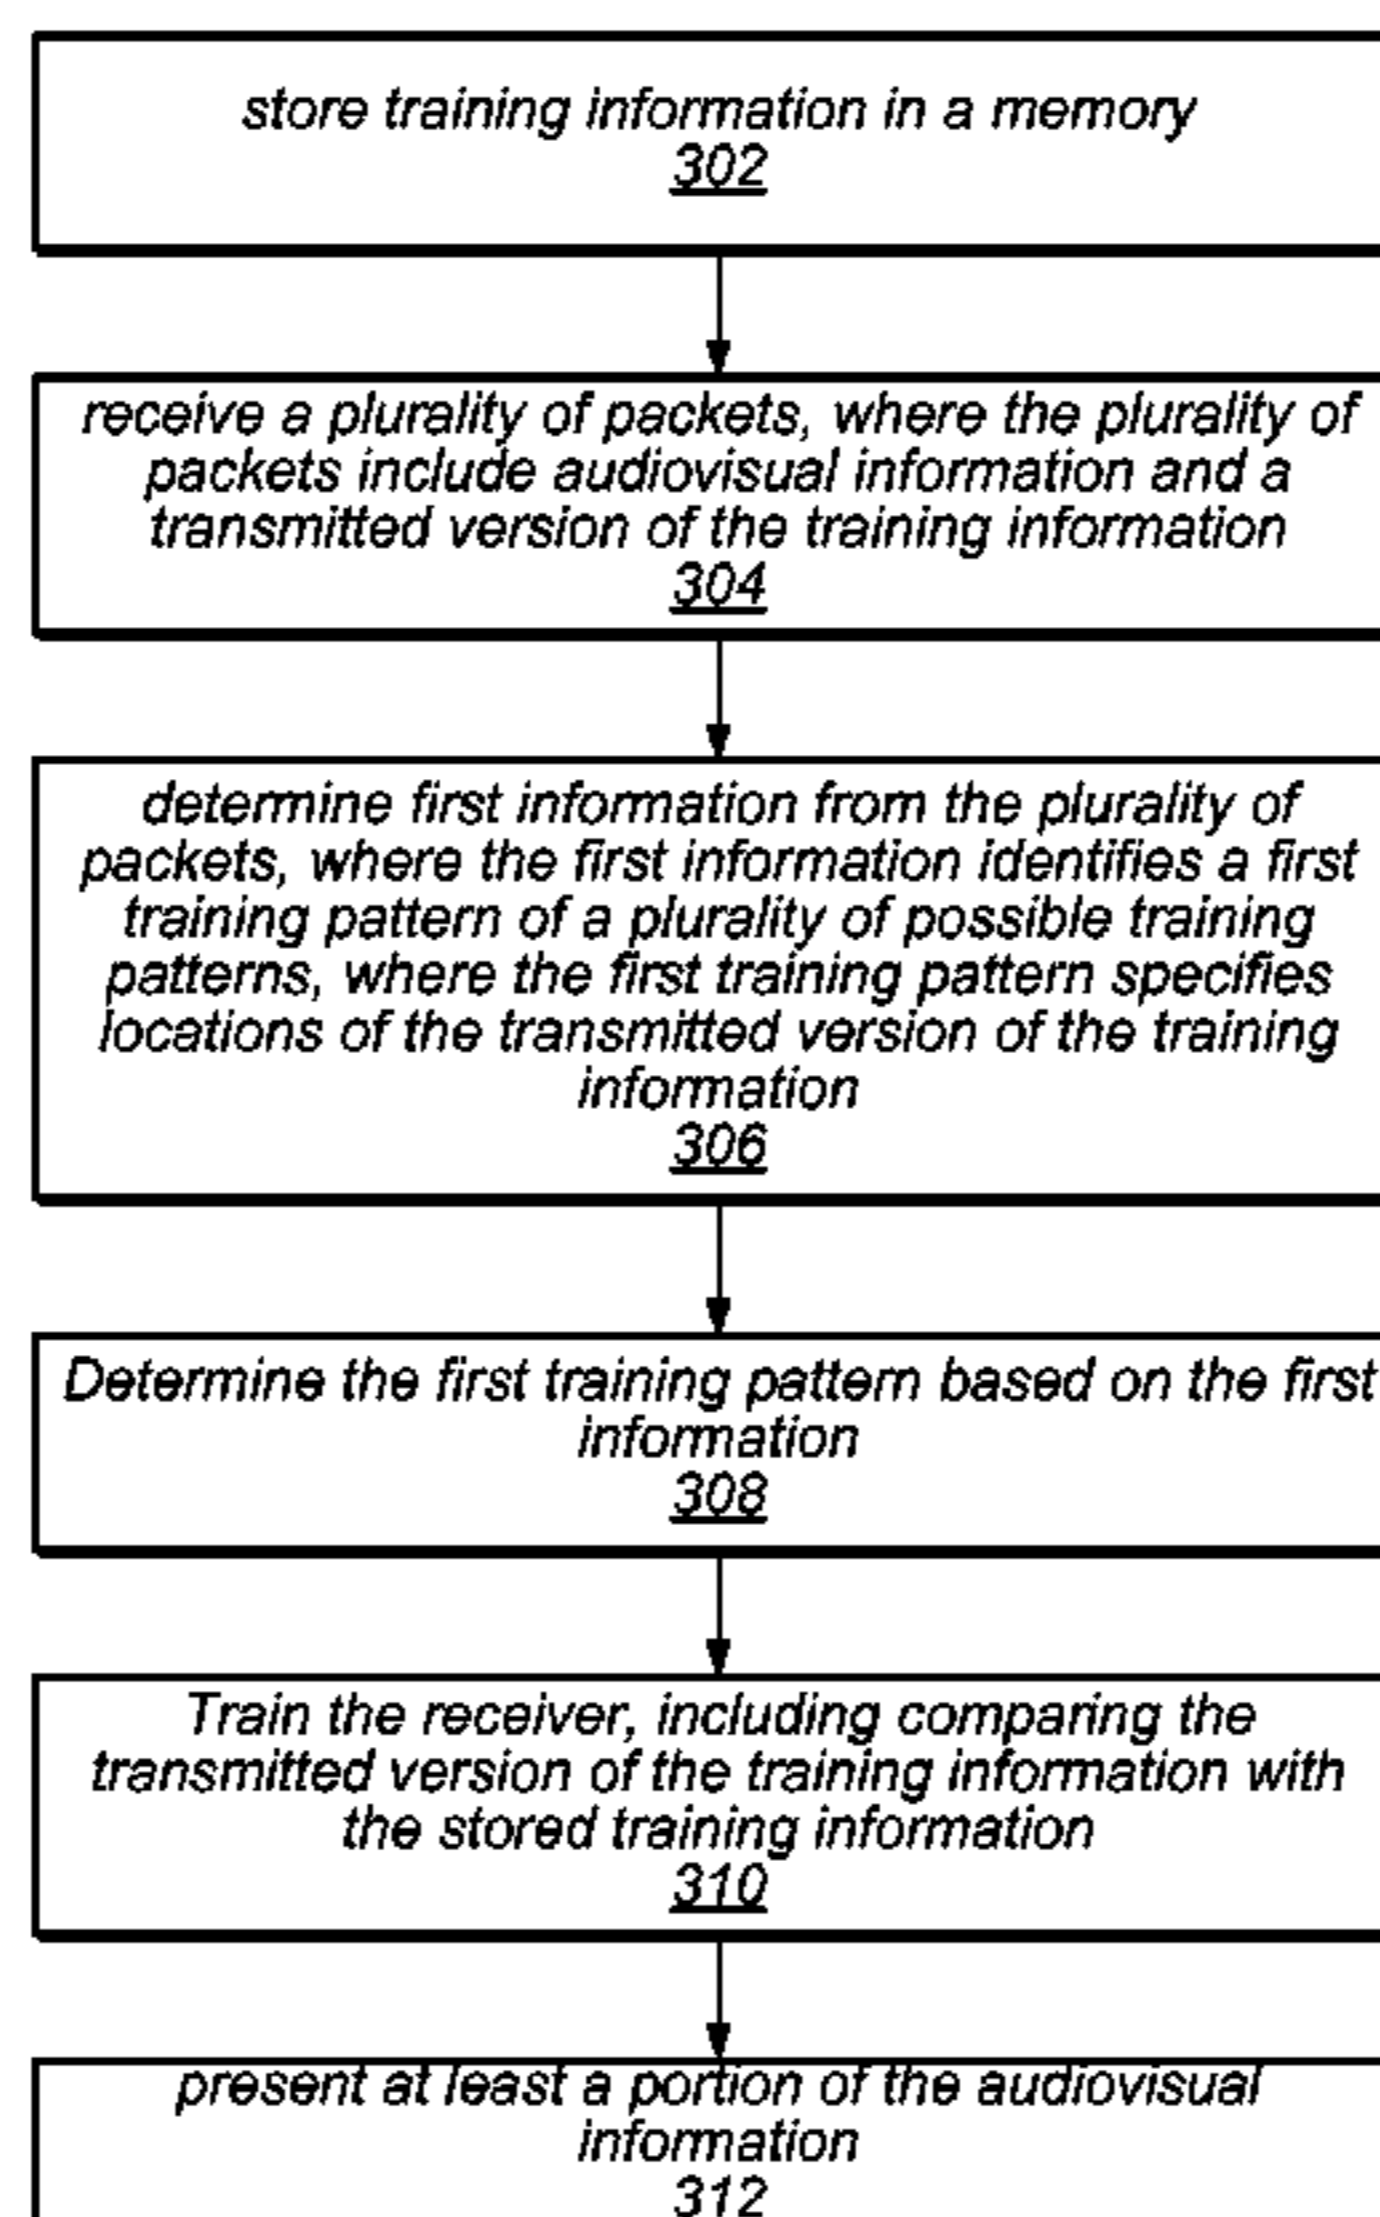 store training information in a memory
302
receive a plurality of packets, where the plurality of
packets include audiovisual information and a
transmitted version of the training information
304
determine first information from the plurality of
packets, where the first information identifies a first
training pattern of a plurality of possible training
patterns, where the first training pattern specifies
locations of the transmitted version of the training
information
306
Determine the first training pattern based on the first
information
308
Train the receiver, including comparing the
transmitted version of the training information with
the stored training information
310
present at least a portion of the audiovisual
information
312